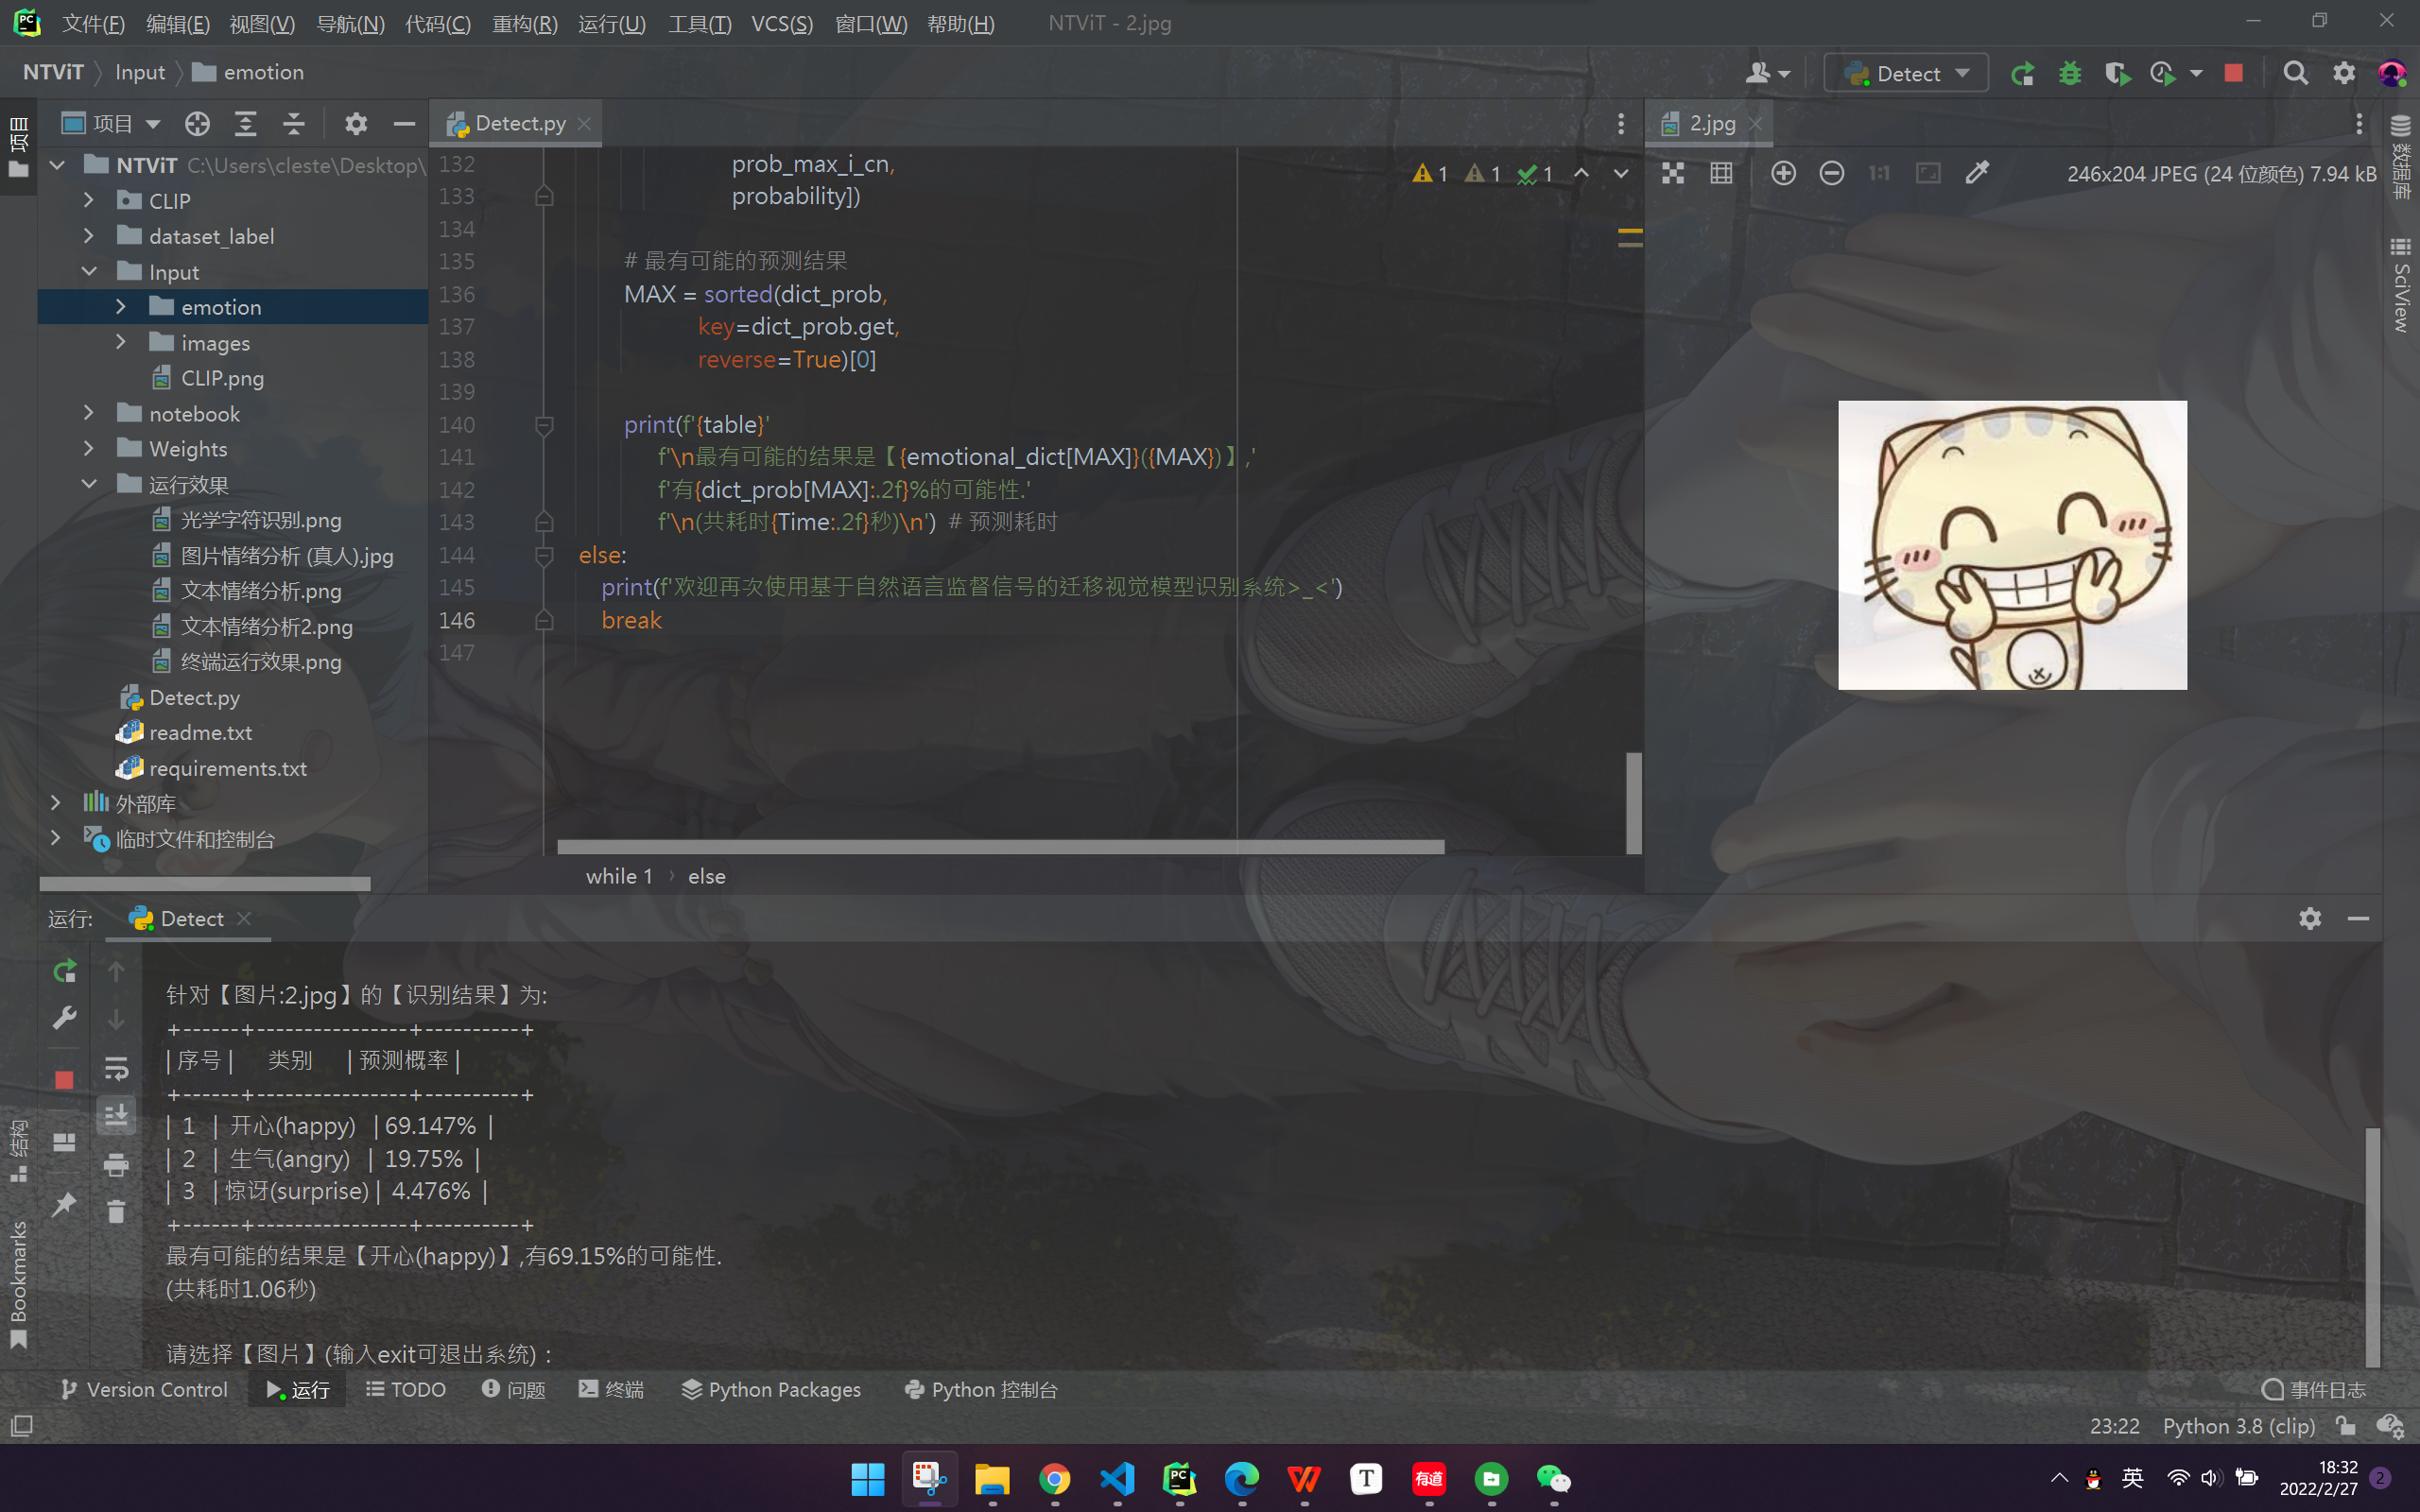 文件(F) 编辑(E) 视图(V) 导航(N) 代码(C) 重构(R) 运行(U) 工具(T) VCS(S) 窗口(W) 帮助(H) NTViT - 2.jpg
NTViT Input emotion
Detect
项目
项目
Detect.py
2.jpg
数据库
SciView
NTViT C:\Users\cleste\Desktop\
CLIP
dataset_label
Input
emotion
images
CLIP.png
notebook
Weights
运行效果
光学字符识别.png
图片情绪分析 (真人).jpg
文本情绪分析.png
文本情绪分析2.png
终端运行效果.png
Detect.py
readme.txt
requirements.txt
外部库
临时文件和控制台
1 1 1
246x204 JPEG (24 位颜色) 7.94 kB
1:1
132 prob_max_i_cn,
133 probability])
134
135 # 最有可能的预测结果
136 MAX = sorted(dict_prob,
137 key=dict_prob.get,
138 reverse=True)[0]
139
140 print(f'{table}'
141 f'\n最有可能的结果是【{emotional_dict[MAX]}({MAX})】,'
142 f'有{dict_prob[MAX]:.2f}%的可能性.'
143 f'\n(共耗时{Time:.2f}秒)\n') # 预测耗时
144 else:
145 print(f'欢迎再次使用基于自然语言监督信号的迁移视觉模型识别系统>_<')
146 break
147
while 1 › else
运行: Detect
结构
Bookmarks
针对【图片:2.jpg】的【识别结果】为:
+------+---------------+----------+
| 序号 | 类别 | 预测概率 |
+------+---------------+----------+
| 1 | 开心(happy) | 69.147% |
| 2 | 生气(angry) | 19.75% |
| 3 | 惊讶(surprise) | 4.476% |
+------+---------------+----------+
最有可能的结果是【开心(happy)】,有69.15%的可能性.
(共耗时1.06秒)
请选择【图片】(输入exit可退出系统) :
Version Control 运行 TODO 问题 终端 Python Packages Python 控制台 事件日志
23:22 Python 3.8 (clip)
PC
T
有道
英
18:32
2022/2/27
2